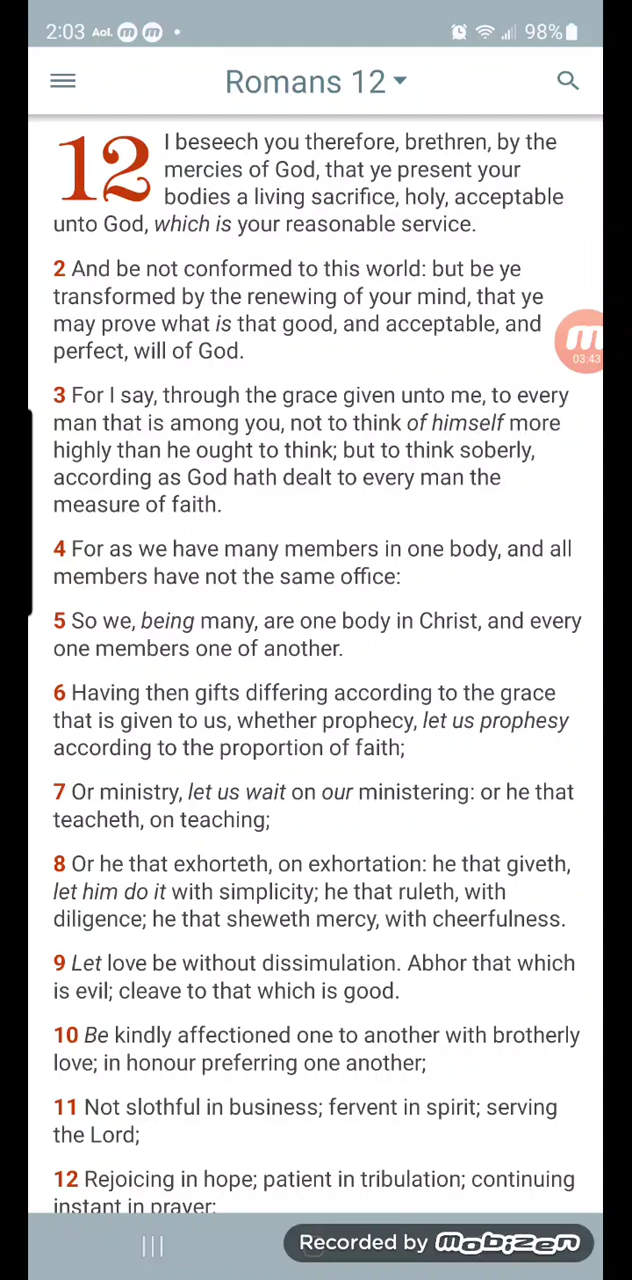 2:03 AOL m m • 98%
Romans 12
12 I beseech you therefore, brethren, by the
mercies of God, that ye present your
bodies a living sacrifice, holy, acceptable
unto God, which is your reasonable service.
2 And be not conformed to this world: but be ye
transformed by the renewing of your mind, that ye
may prove what is that good, and acceptable, and
perfect, will of God.
m
03:43
3 For I say, through the grace given unto me, to every
man that is among you, not to think of himself more
highly than he ought to think; but to think soberly,
according as God hath dealt to every man the
measure of faith.
4 For as we have many members in one body, and all
members have not the same office:
5 So we, being many, are one body in Christ, and every
one members one of another.
6 Having then gifts differing according to the grace
that is given to us, whether prophecy, let us prophesy
according to the proportion of faith;
7 Or ministry, let us wait on our ministering: or he that
teacheth, on teaching;
8 Or he that exhorteth, on exhortation: he that giveth,
let him do it with simplicity; he that ruleth, with
diligence; he that sheweth mercy, with cheerfulness.
9 Let love be without dissimulation. Abhor that which
is evil; cleave to that which is good.
10 Be kindly affectioned one to another with brotherly
love; in honour preferring one another;
11 Not slothful in business; fervent in spirit; serving
the Lord;
12 Rejoicing in hope; patient in tribulation; continuing
instant in prayer;
Recorded by mobizen